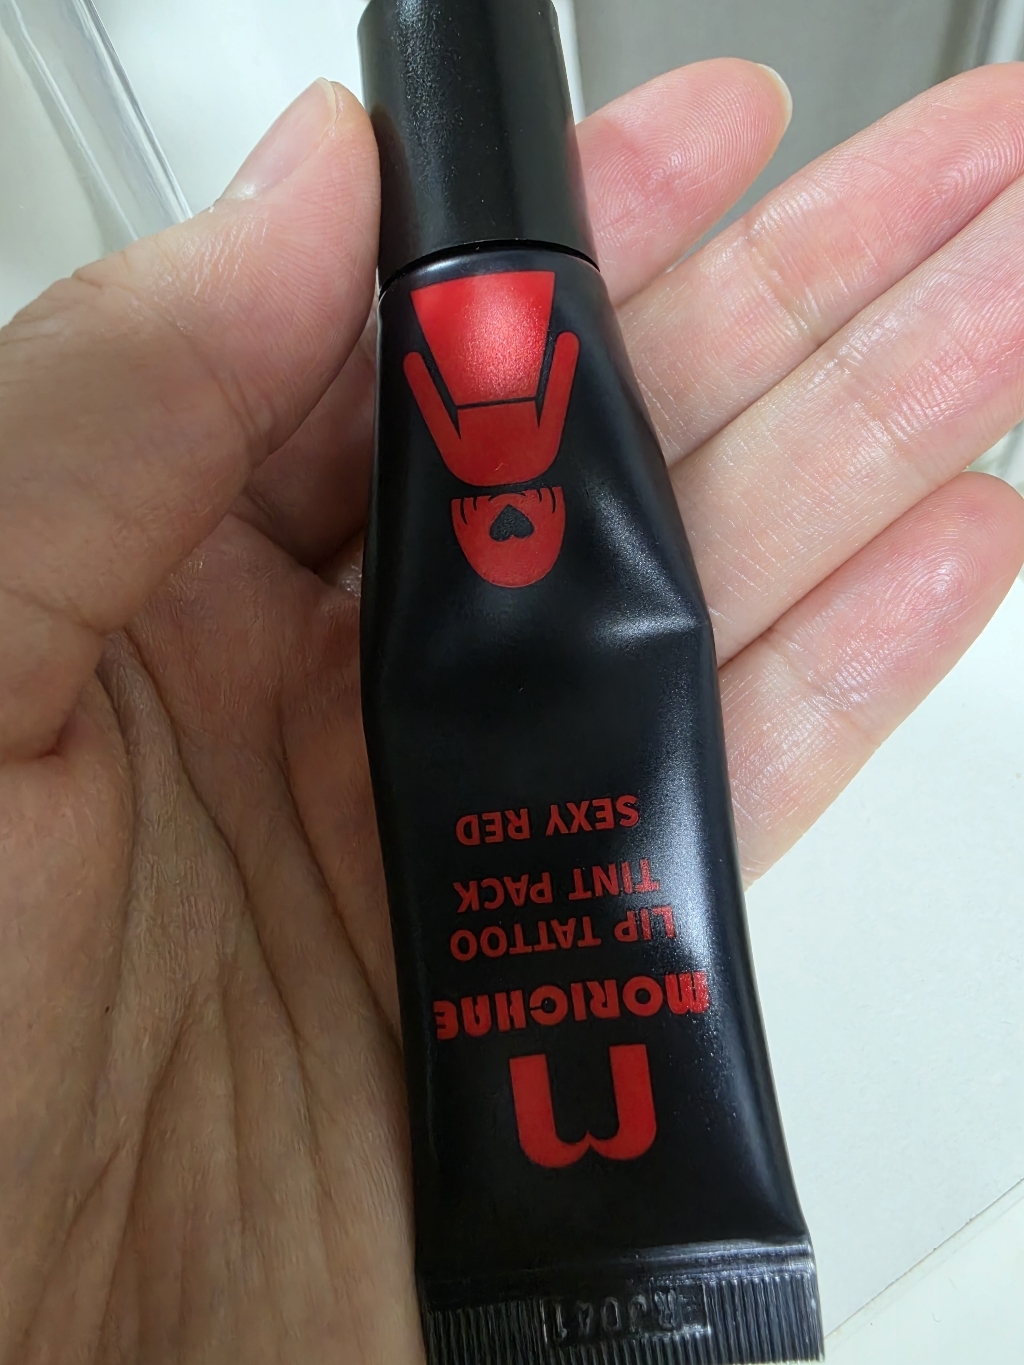 M
MORICHAE
LIP TATTOO
TINT PACK
SEXY RED